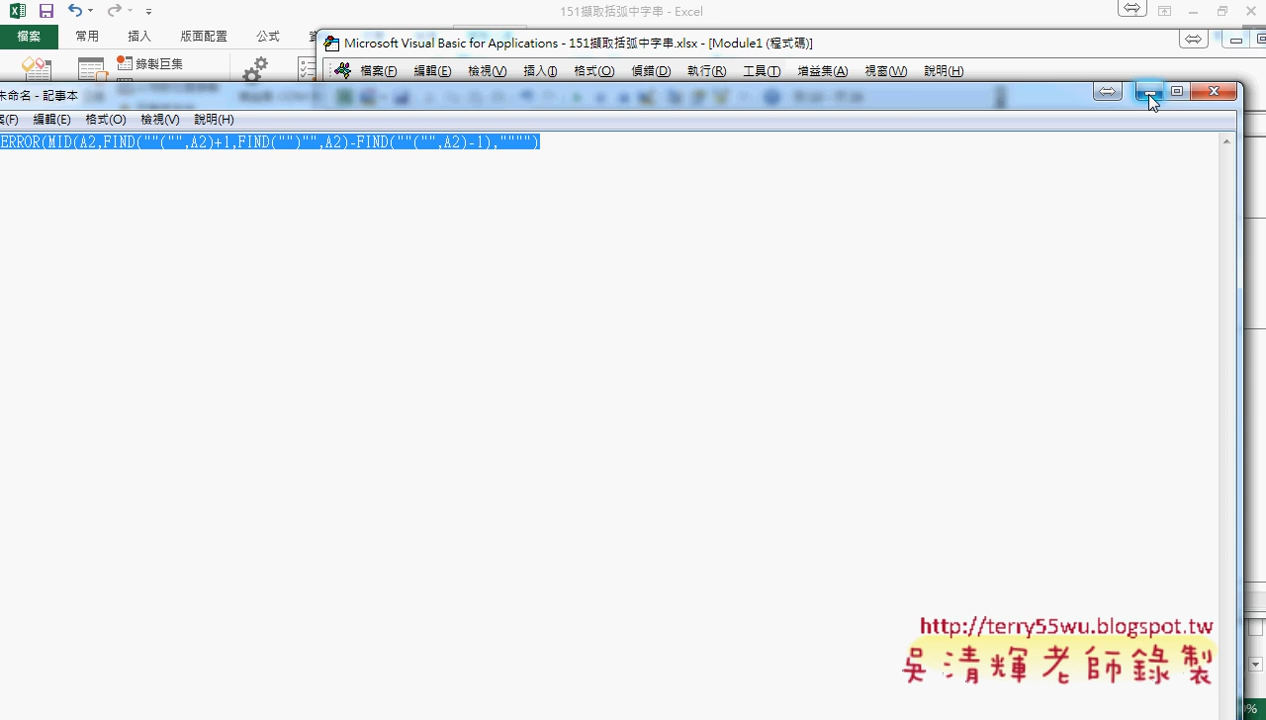 151擷取括弧中字串 - Excel
檔案 常用 插入 版面配置 公式
Microsoft Visual Basic for Applications - 151擷取括弧中字串.xlsx - [Module1 (程式碼)]
錄製巨集
檔案(F) 編輯(E) 檢視(V) 插入(I) 格式(O) 偵錯(D) 執行(R) 工具(T) 增益集(A) 視窗(W) 說明(H)
未命名 - 記事本
案(F) 編輯(E) 格式(O) 檢視(V) 說明(H)
ERROR(MID(A2,FIND(""("",A2)+1,FIND("")"",A2)-FIND(""("",A2)-1),"""")
http://terry55wu.blogspot.tw
吳清輝老師錄製